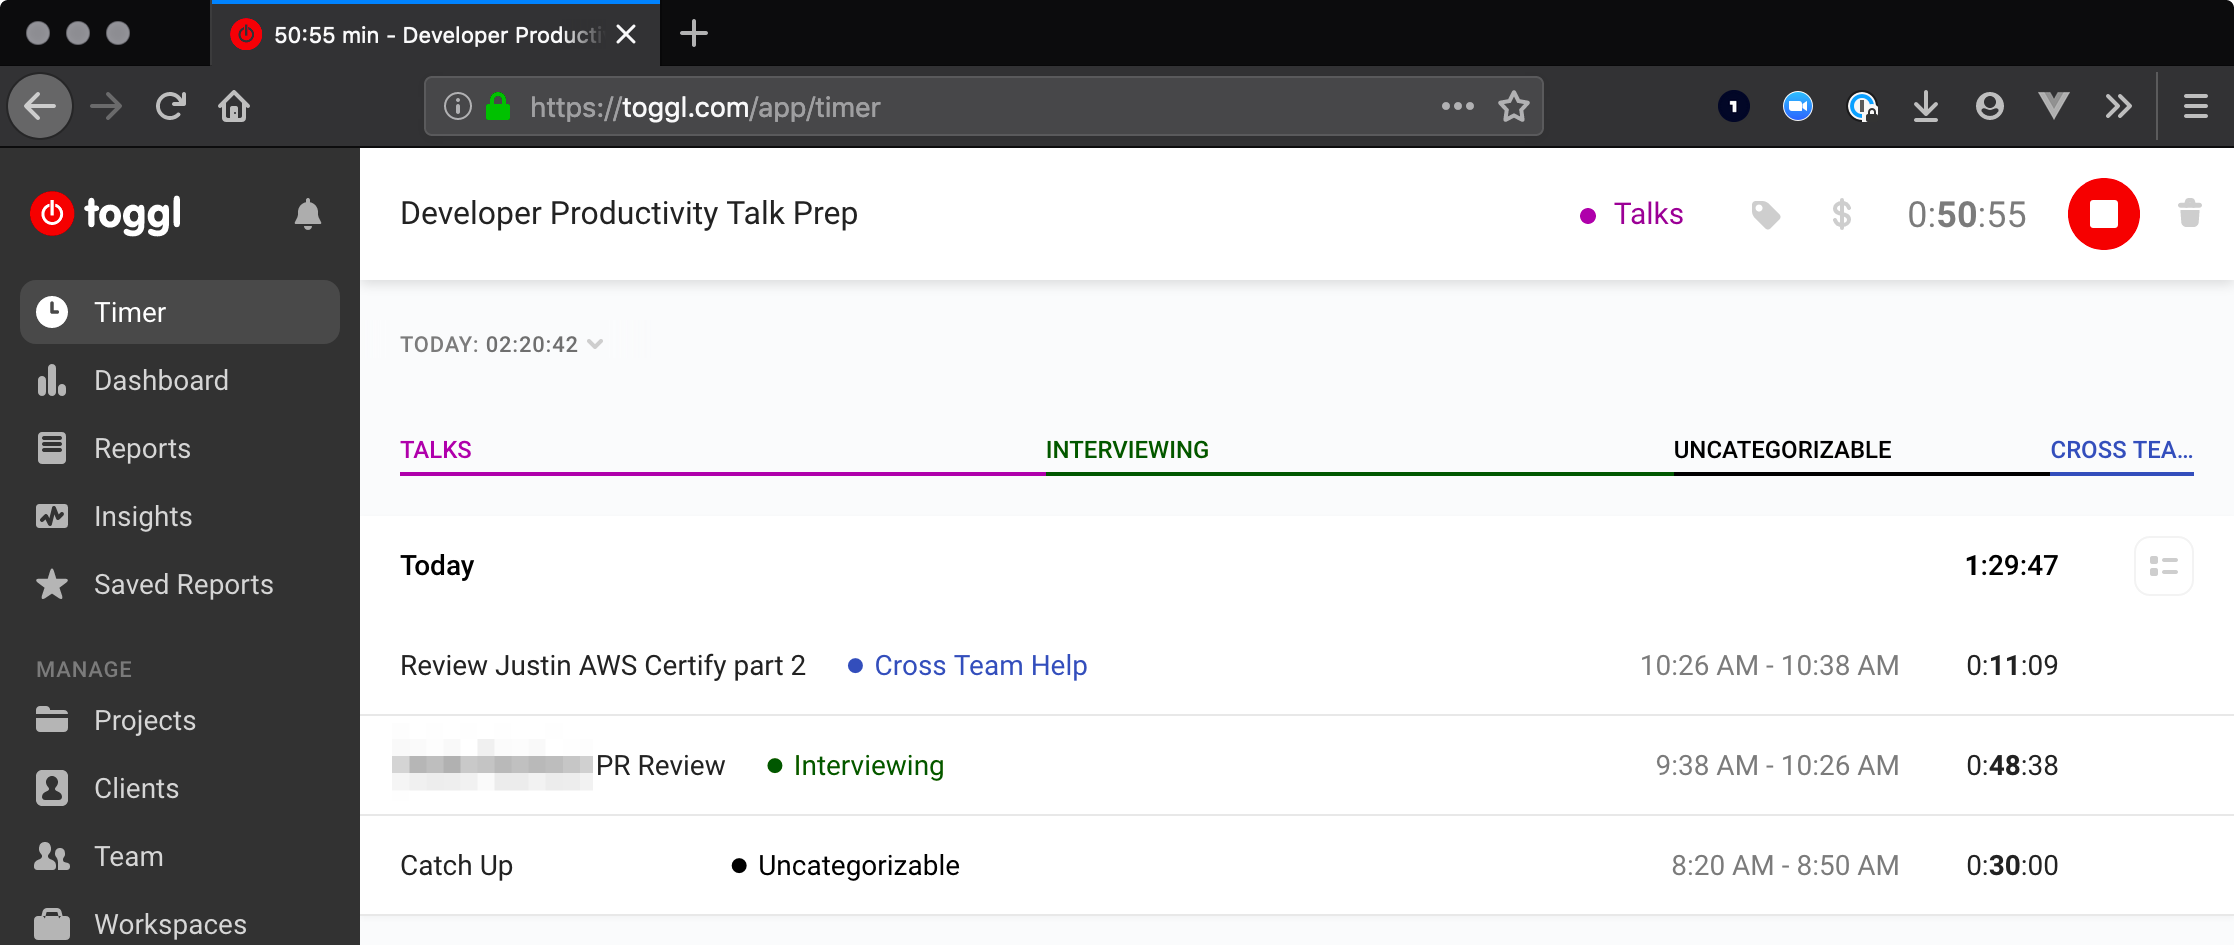 50:55 min - Developer Producti
https://toggl.com/app/timer
toggl
Timer
Dashboard
Reports
Insights
Saved Reports
MANAGE
Projects
Clients
Team
Workspaces
Developer Productivity Talk Prep
Talks
$
0:50:55
TODAY: 02:20:42
TALKS INTERVIEWING UNCATEGORIZABLE CROSS TEA...
Today 1:29:47
Review Justin AWS Certify part 2 Cross Team Help 10:26 AM - 10:38 AM 0:11:09
PR Review Interviewing 9:38 AM - 10:26 AM 0:48:38
Catch Up Uncategorizable 8:20 AM - 8:50 AM 0:30:00